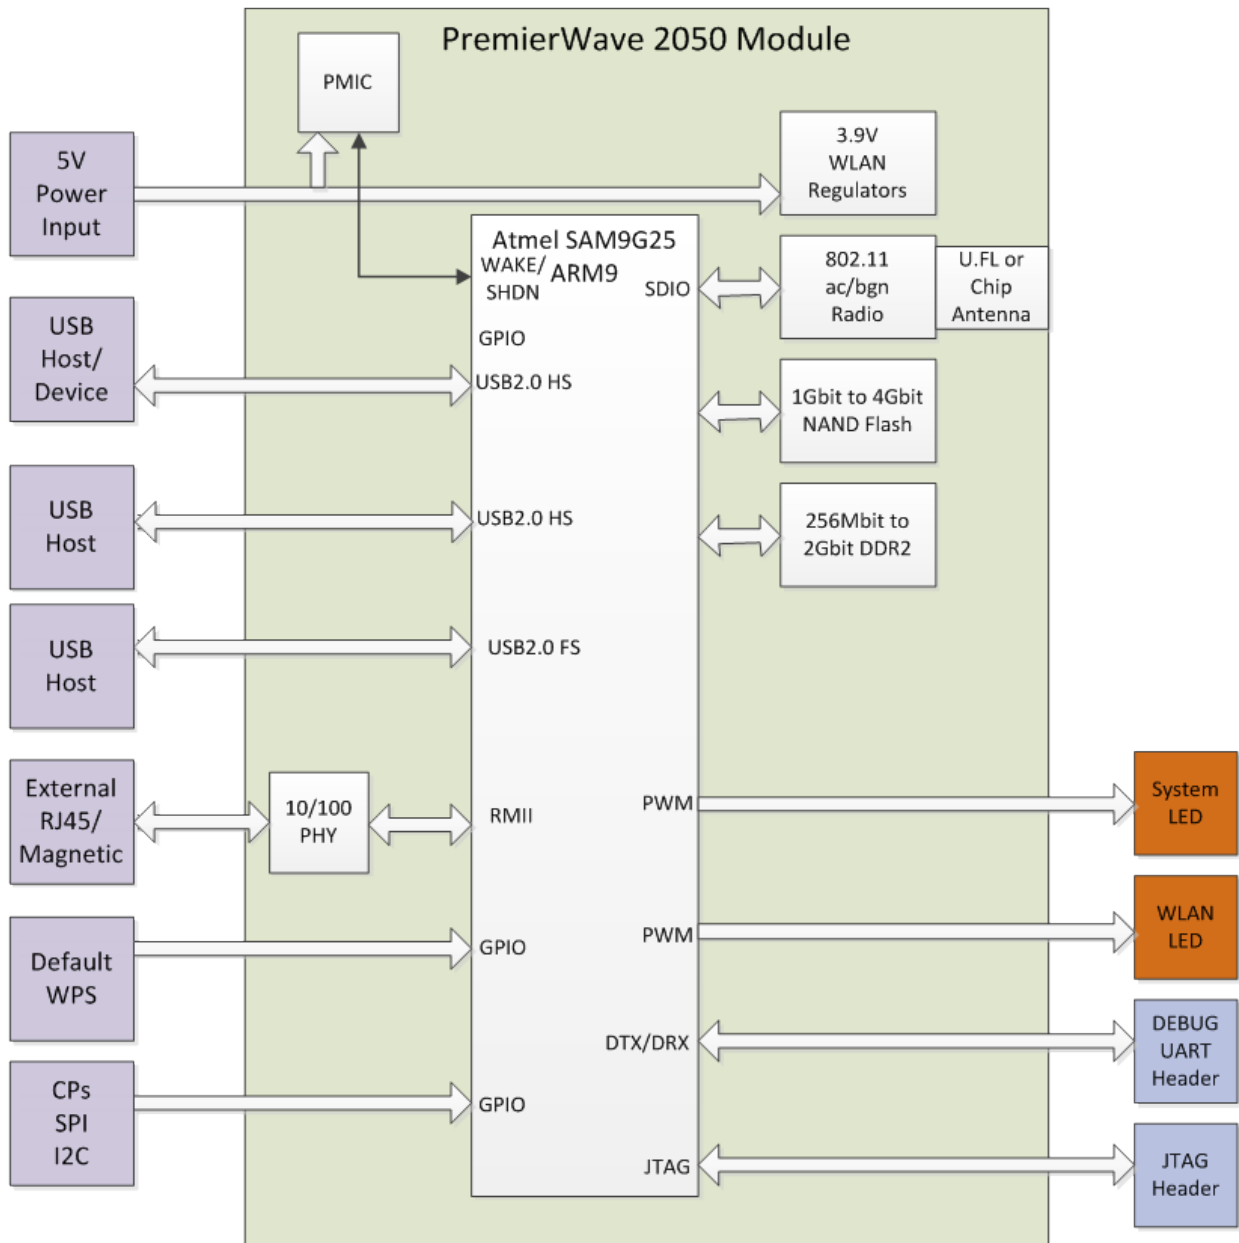 PremierWave 2050 Module
PMIC
5V
Power
Input
3.9V
WLAN
Regulators
Atmel SAM9G25
ARM9
WAKE/
SHDN
SDIO
802.11
ac/bgn
Radio
U.FL or
Chip
Antenna
USB
Host/
Device
GPIO
USB2.0 HS
1Gbit to 4Gbit
NAND Flash
USB
Host
USB2.0 HS
256Mbit to
2Gbit DDR2
USB
Host
USB2.0 FS
External
RJ45/
Magnetic
10/100
PHY
RMII
PWM
System
LED
Default
WPS
GPIO
PWM
WLAN
LED
DTX/DRX
DEBUG
UART
Header
CPs
SPI
I2C
GPIO
JTAG
JTAG
Header